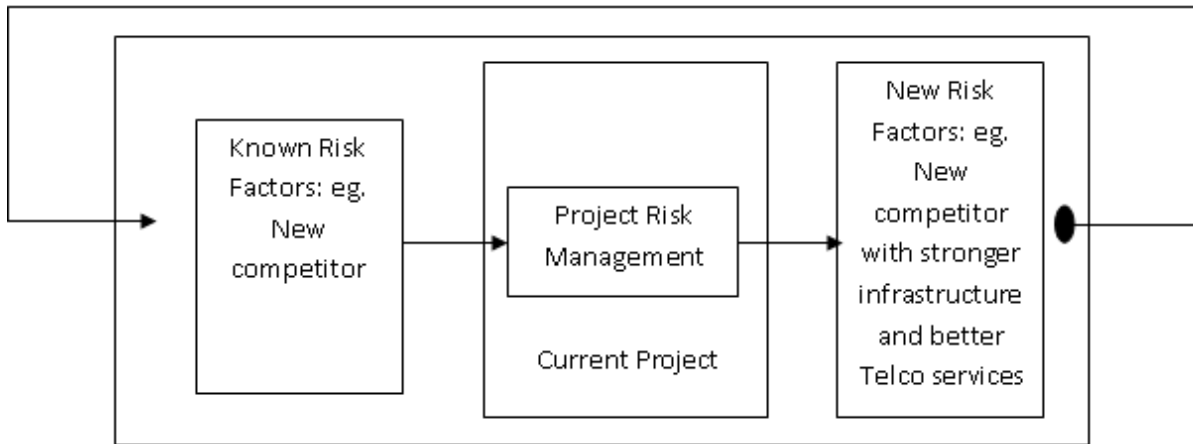 Known Risk
Factors: eg.
New
competitor
Project Risk
Management
Current Project
New Risk
Factors: eg.
New
competitor
with stronger
infrastructure
and better
Telco services